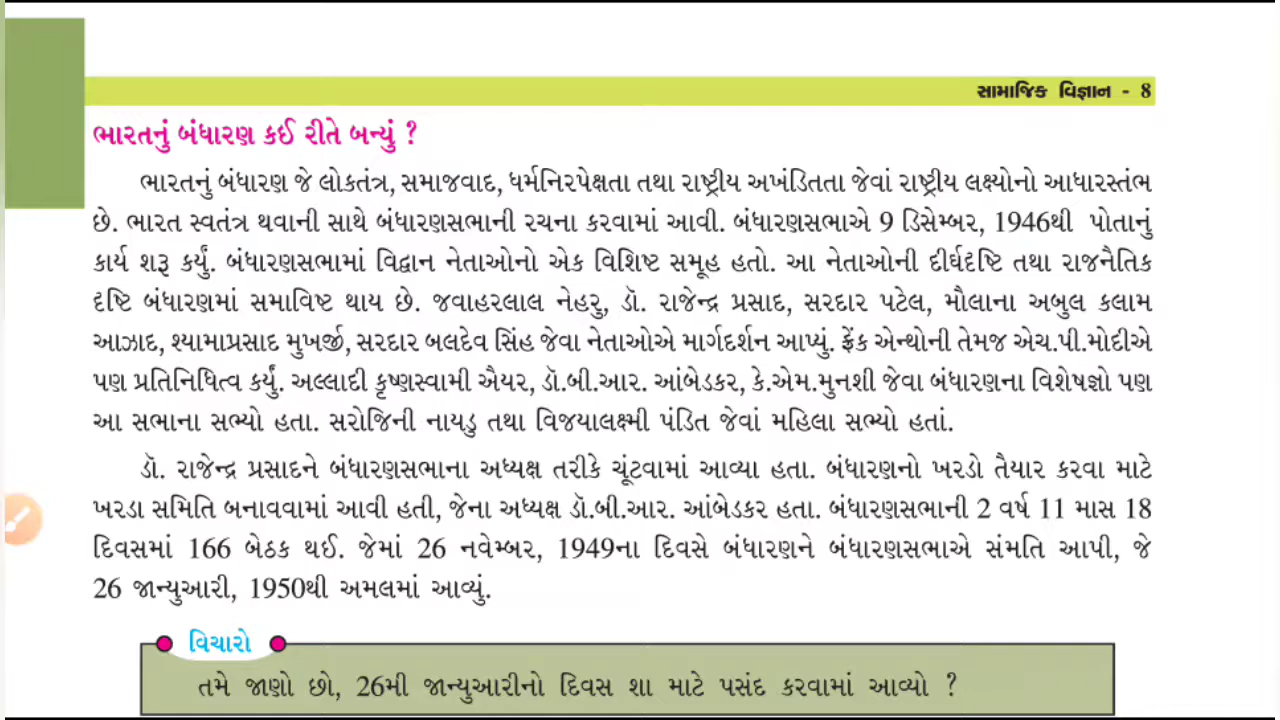 સામાજિક વિજ્ઞાન - 8
ભારતનું બંધારણ કઈ રીતે બન્યું ?
ભારતનું બંધારણ જે લોકતંત્ર, સમાજવાદ, ધર્મનિરપેક્ષતા તથા રાષ્ટ્રીય અખંડિતતા જેવાં રાષ્ટ્રીય લક્ષ્યોનો આધારસ્તંભ
છે. ભારત સ્વતંત્ર થવાની સાથે બંધારણસભાની રચના કરવામાં આવી. બંધારણસભાએ 9 ડિસેમ્બર, 1946થી પોતાનું
કાર્ય શરૂ કર્યું. બંધારણસભામાં વિદ્વાન નેતાઓનો એક વિશિષ્ટ સમૂહ હતો. આ નેતાઓની દીર્ઘદૃષ્ટિ તથા રાજનૈતિક
દૃષ્ટિ બંધારણમાં સમાવિષ્ટ થાય છે. જવાહરલાલ નેહરુ, ડૉ. રાજેન્દ્ર પ્રસાદ, સરદાર પટેલ, મૌલાના અબુલ કલામ
આઝાદ, શ્યામાપ્રસાદ મુખર્જી, સરદાર બલદેવ સિંહ જેવા નેતાઓએ માર્ગદર્શન આપ્યું. ફ્રેંક એન્થોની તેમજ એચ.પી.મોદીએ
પણ પ્રતિનિધિત્વ કર્યું. અલ્લાદી કૃષ્ણસ્વામી ઐયર, ડૉ.બી.આર. આંબેડકર, કે.એમ.મુનશી જેવા બંધારણના વિશેષજ્ઞો પણ
આ સભાના સભ્યો હતા. સરોજિની નાયડુ તથા વિજયાલક્ષ્મી પંડિત જેવાં મહિલા સભ્યો હતાં.
ડૉ. રાજેન્દ્ર પ્રસાદને બંધારણસભાના અધ્યક્ષ તરીકે ચૂંટવામાં આવ્યા હતા. બંધારણનો ખરડો તૈયાર કરવા માટે
ખરડા સમિતિ બનાવવામાં આવી હતી, જેના અધ્યક્ષ ડૉ.બી.આર. આંબેડકર હતા. બંધારણસભાની 2 વર્ષ 11 માસ 18
દિવસમાં 166 બેઠક થઈ. જેમાં 26 નવેમ્બર, 1949ના દિવસે બંધારણને બંધારણસભાએ સંમતિ આપી, જે
26 જાન્યુઆરી, 1950થી અમલમાં આવ્યું.
વિચારો
તમે જાણો છો, 26મી જાન્યુઆરીનો દિવસ શા માટે પસંદ કરવામાં આવ્યો ?